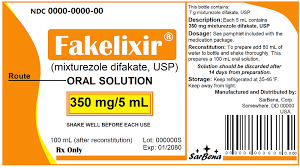 NDC 0000-0000-00
Fakelixir®
(mixturezole difakate, USP)
Route
ORAL SOLUTION
350 mg/5 mL
SHAKE WELL BEFORE EACH USE
100 mL (after reconstitution)
Rx Only
Lot: 00000S
Exp: 01/2080
This bottle contains:
7 g mixturezole difakate, USP
Description: Each 5 mL contains
350 mg mixturezole difakate, USP
Dosage: See pamphlet included with the
medication package.
Reconstitution: To prepare add 80 mL of
water to bottle and shake thoroughly. This
prepares a 100 mL oral solution.
Solution should be discarded after
14 days from preparation.
Storage: Keep refrigerated at 35-46 °F.
Keep away from light.
Manufactured and Distributed by:
SarBena, Corp.
Somewhere, DD 00000
SarBena